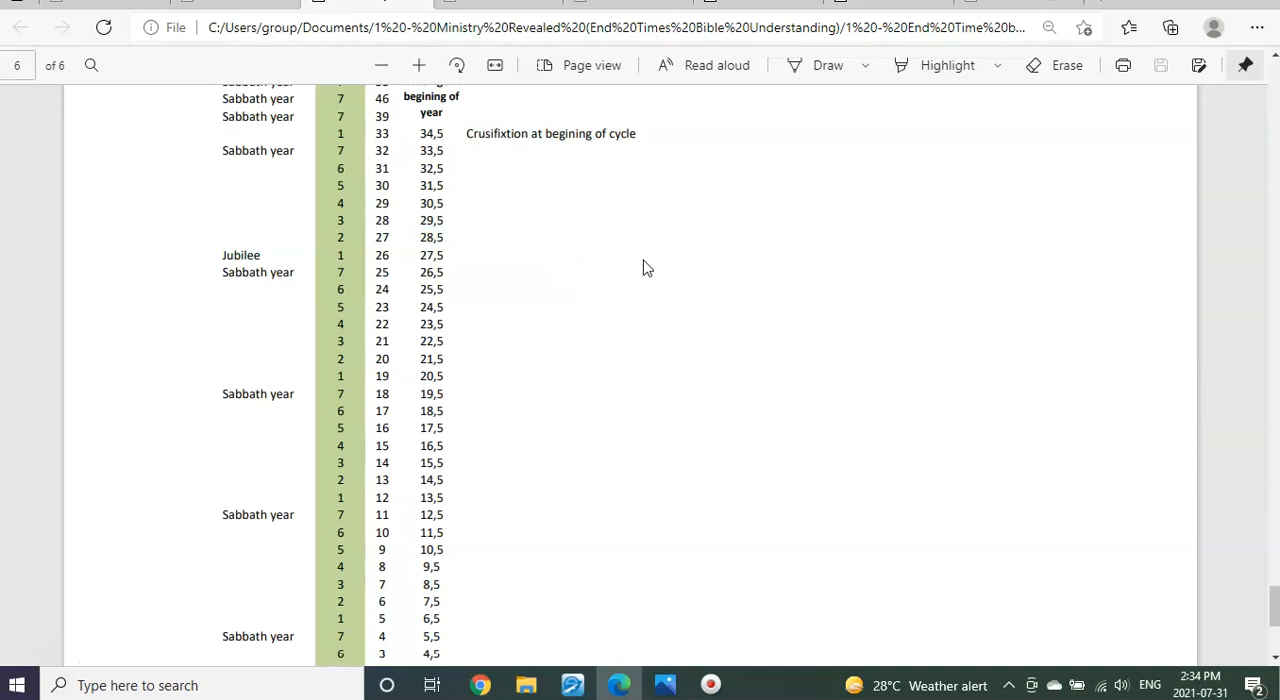 File C:/Users/group/Documents/1%20-%20Ministry%20Revealed%20(End%20Times%20Bible%20Understanding)/1%20-%20End%20Time%20b...
6 of 6 Page view Read aloud Draw Highlight Erase
Sabbath year 7 46 begining of
Sabbath year 7 39 year
1 33 34,5 Crusifixtion at begining of cycle
Sabbath year 7 32 33,5
6 31 32,5
5 30 31,5
4 29 30,5
3 28 29,5
2 27 28,5
Jubilee 1 26 27,5
Sabbath year 7 25 26,5
6 24 25,5
5 23 24,5
4 22 23,5
3 21 22,5
2 20 21,5
1 19 20,5
Sabbath year 7 18 19,5
6 17 18,5
5 16 17,5
4 15 16,5
3 14 15,5
2 13 14,5
1 12 13,5
Sabbath year 7 11 12,5
6 10 11,5
5 9 10,5
4 8 9,5
3 7 8,5
2 6 7,5
1 5 6,5
Sabbath year 7 4 5,5
6 3 4,5
Type here to search 28°C Weather alert ENG 2:34 PM
2021-07-31 2